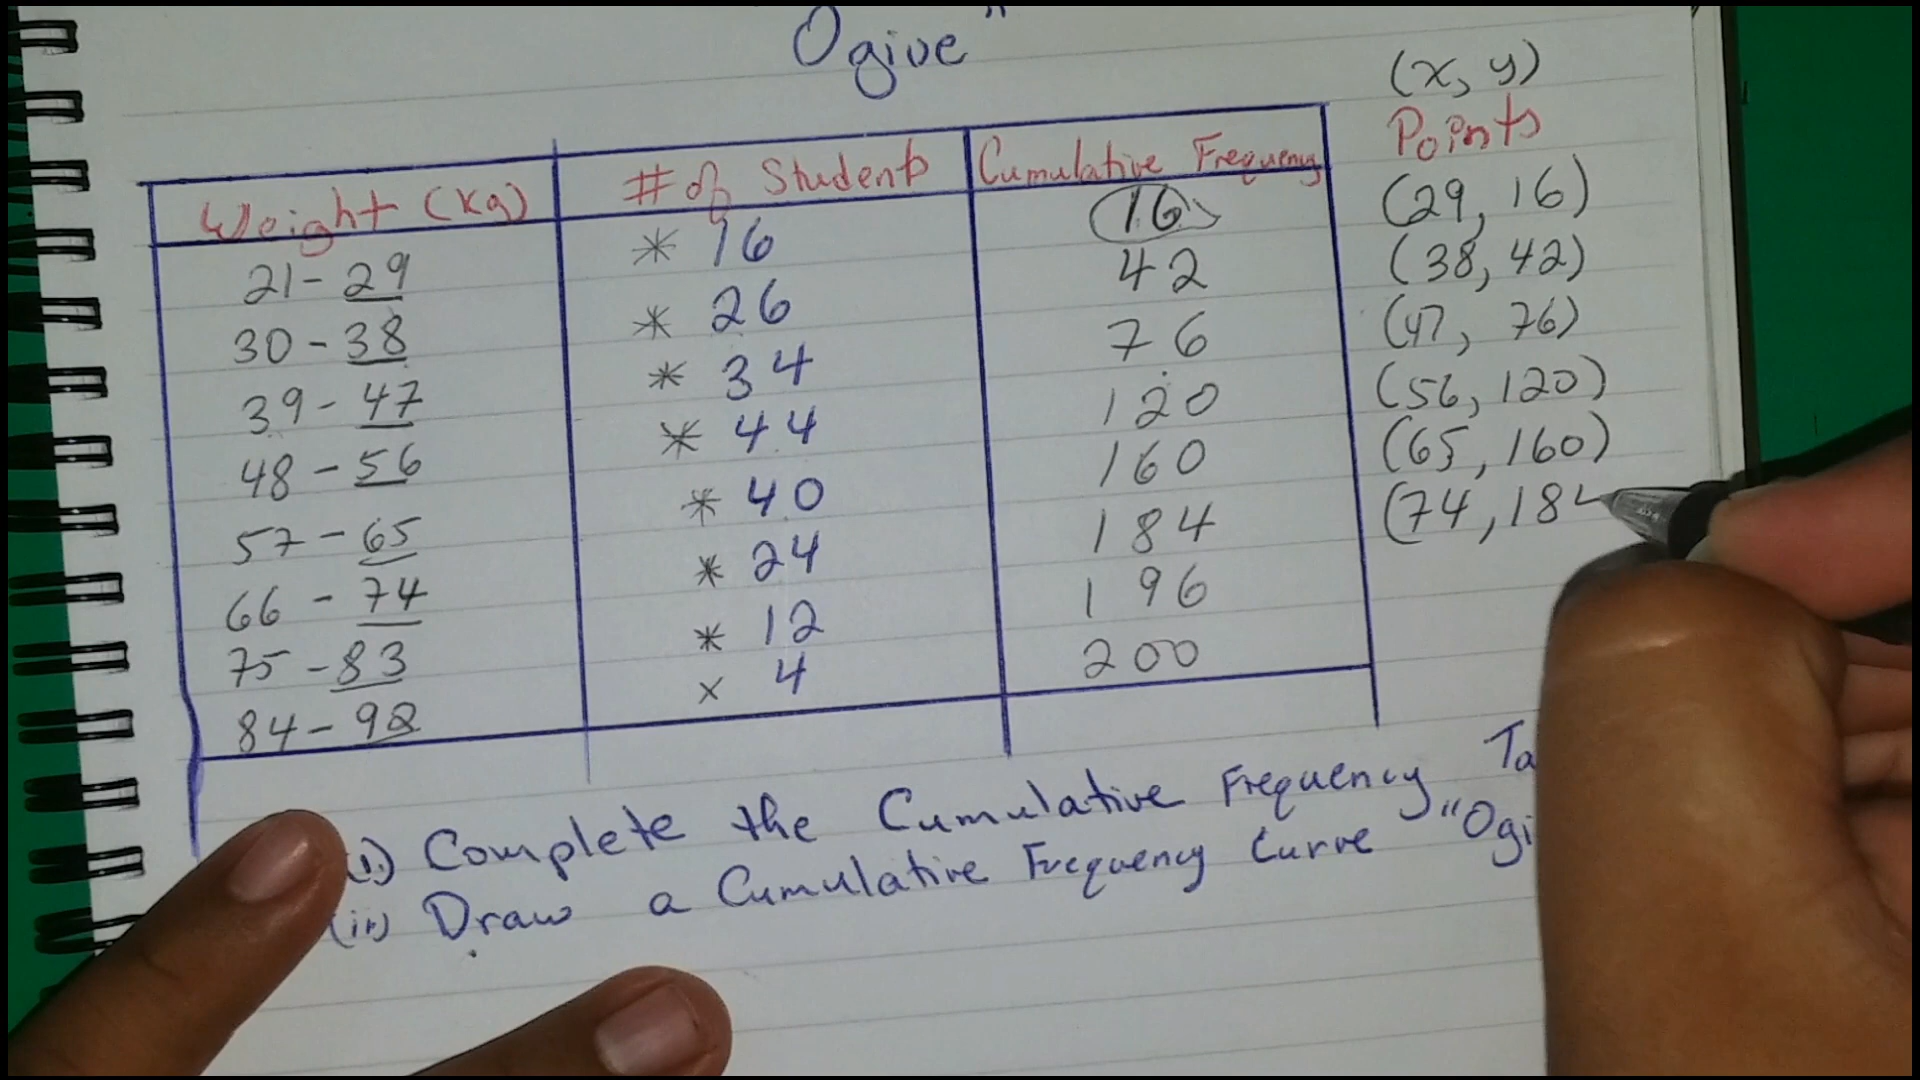 Ogive"
(x, y)
Weight (Kg) # of Students Cumulative Frequency Points
21-29 * 16 16 (29, 16)
30-38 * 26 42 (38, 42)
39-47 * 34 76 (47, 76)
48-56 * 44 120 (56, 120)
57-65 * 40 160 (65, 160)
66-74 * 24 184 (74, 184
75-83 * 12 196
84-92 x 4 200
(i) Complete the Cumulative Frequency Ta
(ii) Draw a Cumulative Frequency Curve "Ogi